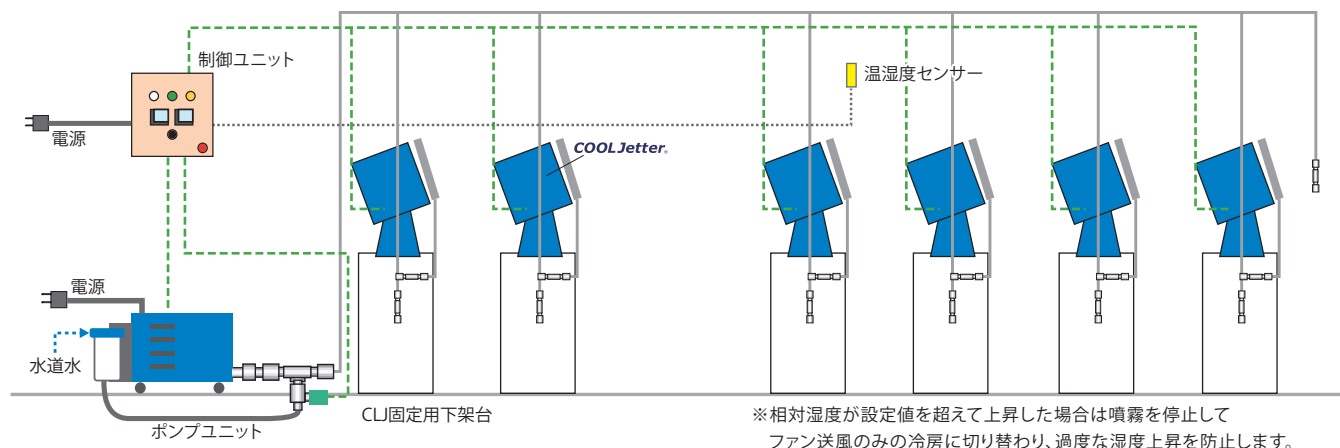 制御ユニット
温湿度センサー
電源
COOLJetter®
電源
水道水
CLJ固定用下架台
ポンプユニット
※相対湿度が設定値を超えて上昇した場合は噴霧を停止して
ファン送風のみの冷房に切り替わり、過度な湿度上昇を防止します。